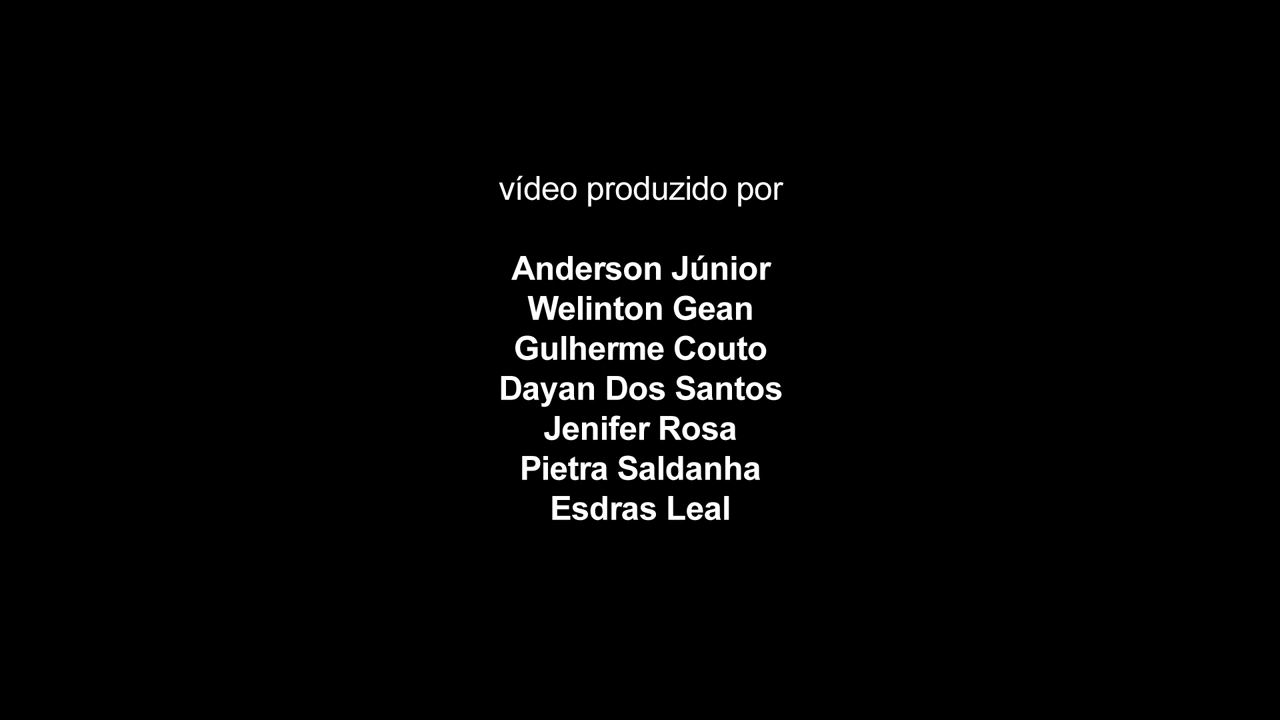 vídeo produzido por
Anderson Júnior
Welinton Gean
Gulherme Couto
Dayan Dos Santos
Jenifer Rosa
Pietra Saldanha
Esdras Leal